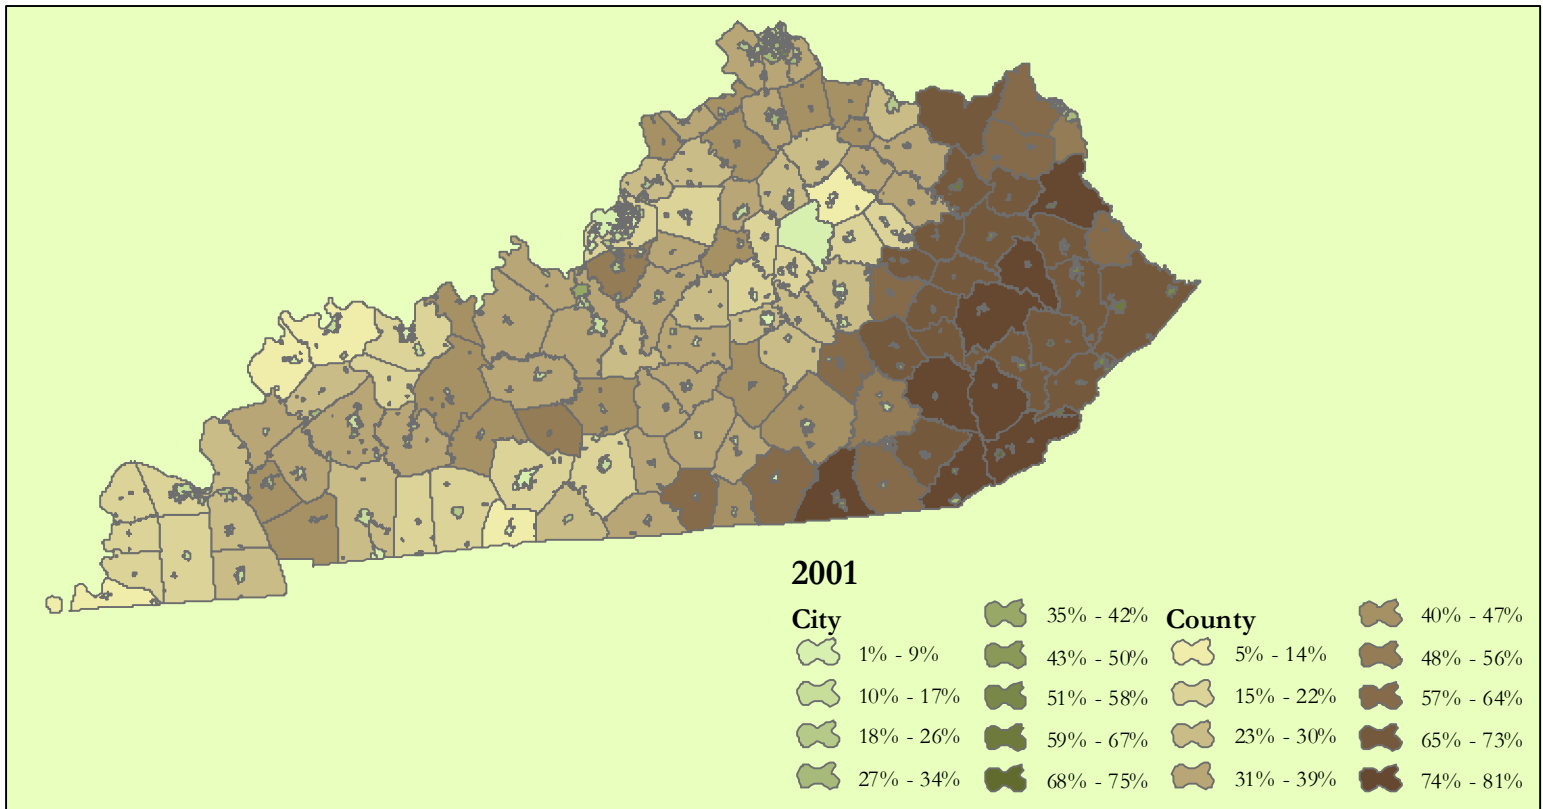 2001
City
1% - 9%
10% - 17%
18% - 26%
27% - 34%
35% - 42%
43% - 50%
51% - 58%
59% - 67%
68% - 75%
County
5% - 14%
15% - 22%
23% - 30%
31% - 39%
40% - 47%
48% - 56%
57% - 64%
65% - 73%
74% - 81%